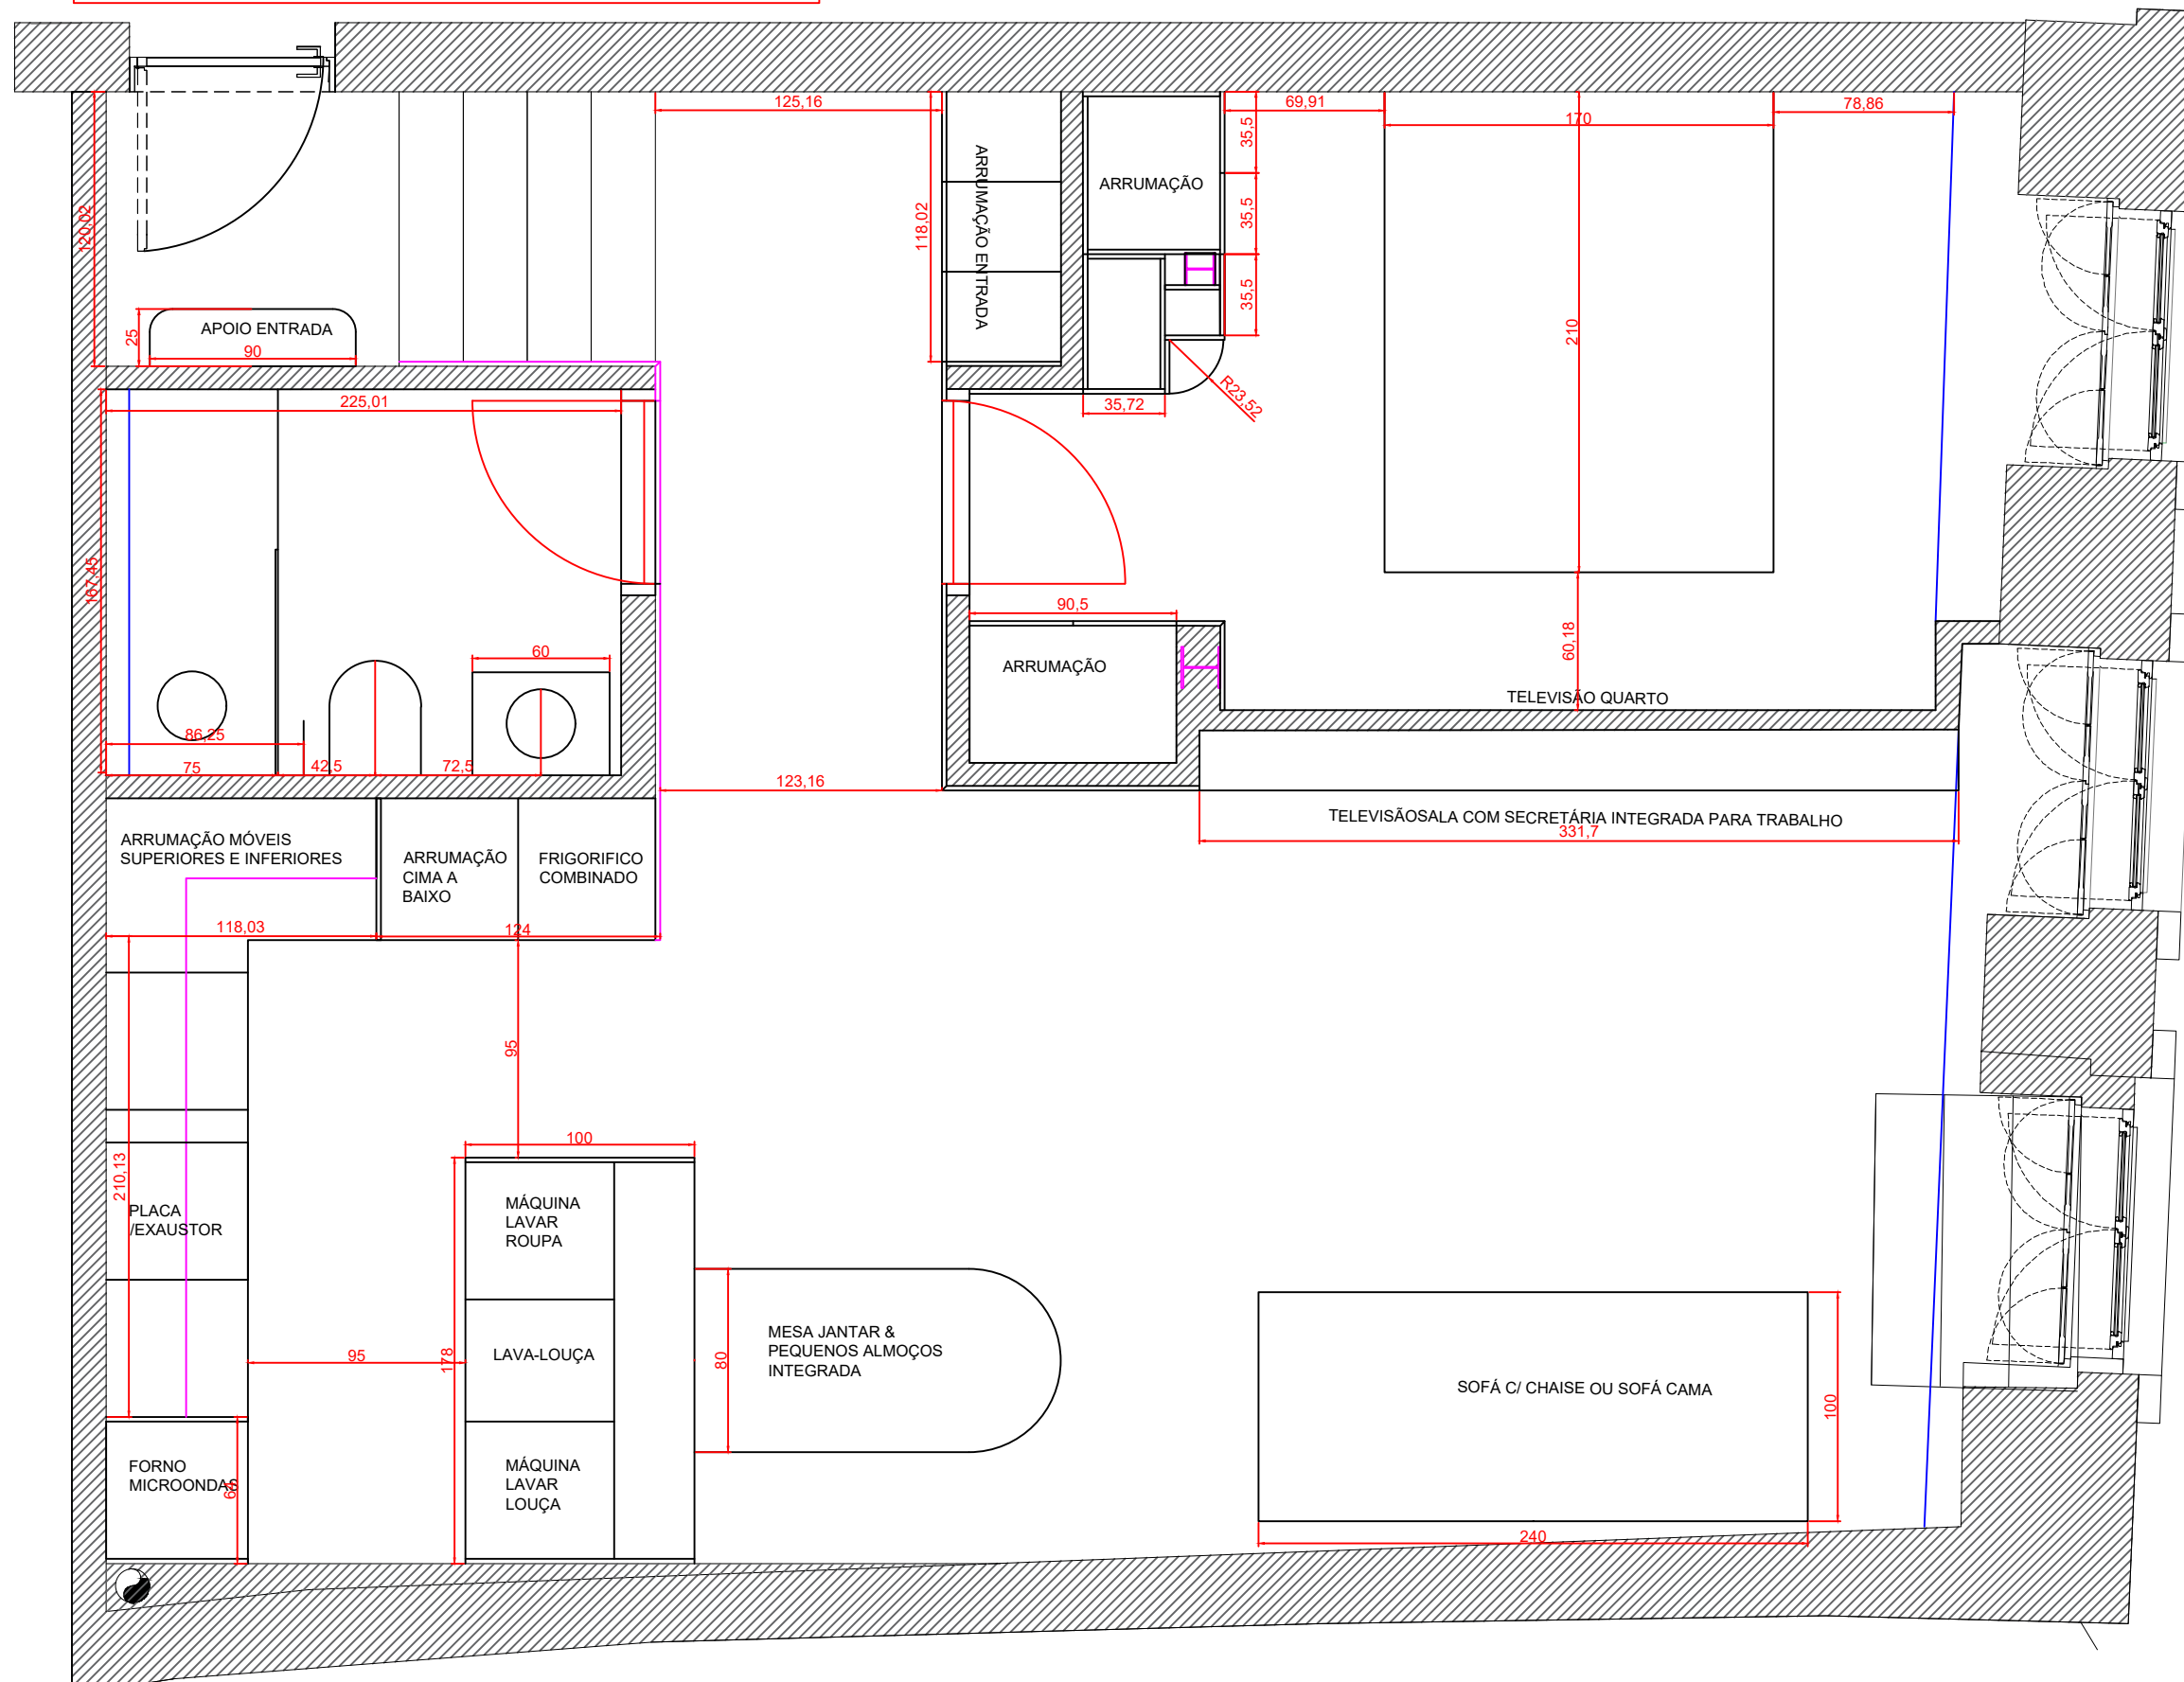 125,16
69,91
170
78,86
35,5
35,5
35,5
120,02
118,02
ARRUMAÇÃO ENTRADA
ARRUMAÇÃO
APOIO ENTRADA
25
90
210
R23,52
35,72
225,01
167,45
90,5
ARRUMAÇÃO
60,18
60
TELEVISÃO QUARTO
86,25
75
42,5
72,5
123,16
TELEVISÃOSALA COM SECRETÁRIA INTEGRADA PARA TRABALHO
331,7
ARRUMAÇÃO MÓVEIS
SUPERIORES E INFERIORES
ARRUMAÇÃO
CIMA A
BAIXO
FRIGORIFICO
COMBINADO
118,03
124
95
100
210,13
PLACA
/EXAUSTOR
MÁQUINA
LAVAR
ROUPA
95
178
LAVA-LOUÇA
80
MESA JANTAR &
PEQUENOS ALMOÇOS
INTEGRADA
SOFÁ C/ CHAISE OU SOFÁ CAMA
100
FORNO
MICROONDAS
MÁQUINA
LAVAR
LOUÇA
240